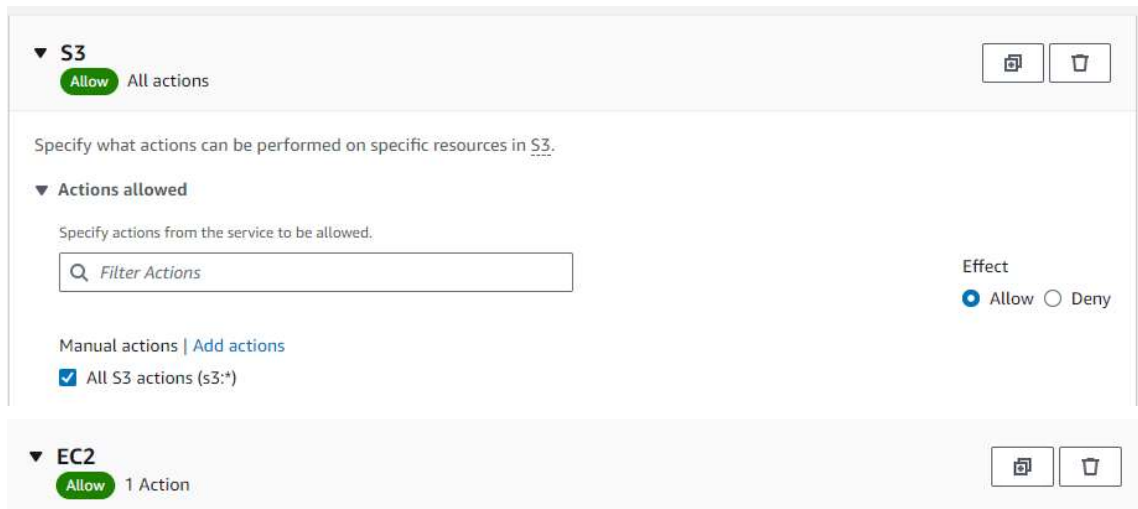 S3
Allow All actions
Specify what actions can be performed on specific resources in S3.
Actions allowed
Specify actions from the service to be allowed.
Filter Actions
Effect
Allow Deny
Manual actions | Add actions
All S3 actions (s3:*)
EC2
Allow 1 Action